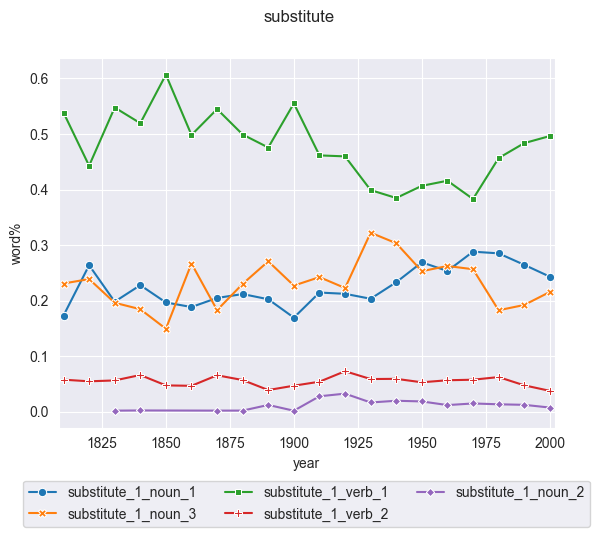 substitute
0.6
0.5
0.4
0.3
0.2
0.1
0.0
word%
1825 1850 1875 1900 1925 1950 1975 2000
year
substitute_1_noun_1 substitute_1_verb_1 substitute_1_noun_2
substitute_1_noun_3 substitute_1_verb_2